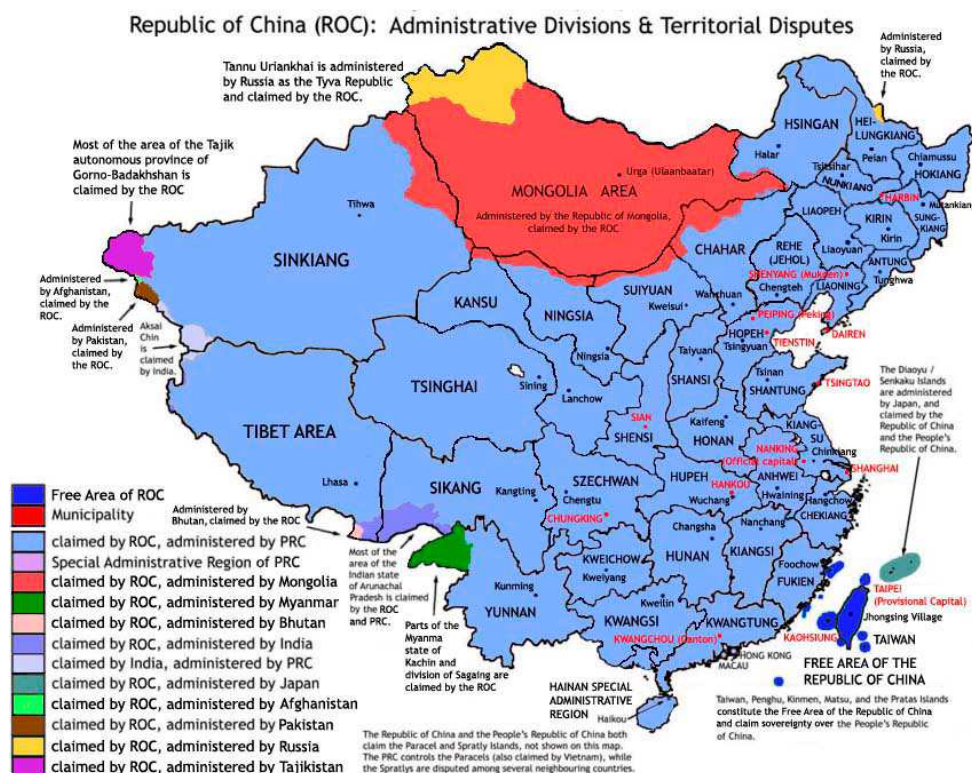 Republic of China (ROC): Administrative Divisions & Territorial Disputes
Tannu Uriankhai is administered
by Russia as the Tyva Republic
and claimed by the ROC.
Administered
by Russia,
claimed by
the ROC.
Most of the area of the Tajik
autonomous province of
Gorno-Badakhshan is
claimed by the ROC
HSINGAN
Halar
HEI-
LUNGKIANG
Peian
Chiamussu
HOKIANG
Tsitsihar
NUNKIANG
HARBIN
Mutankian
SUNG-
KIANG
Urga (Ulaanbaatar)
MONGOLIA AREA
Administered by the Republic of Mongolia,
claimed by the ROC
LIAOPEH
KIRIN
Kirin
Liaoyuan
ANTUNG
Tunghwa
CHAHAR
REHE
(JEHOL)
SHENYANG (Mukden)
Chengteh
LIAONING
Tihwa
SINKIANG
Administered
by Afghanistan,
claimed by the
ROC.
Administered
by Pakistan,
claimed by
the ROC.
Aksai
Chin
is
claimed
by India.
KANSU
NINGSIA
Ningsia
SUIYUAN
Kweisui
Wanchuan
PEIPING (Peking)
HOPEH
Tsingyun
TIENSTIN
DAIREN
Taiyuan
SHANSI
Tsinan
SHANTUNG
TSINGTAO
TSINGHAI
Sining
Lanchow
SIAN
SHENSI
Kaifeng
HONAN
KIANG-
SU
NANKING
(Official capital)
Chinkiang
SHANGHAI
The Diaoyu /
Senkaku Islands
are administered
by Japan, and
claimed by the
Republic of China
and the People's
Republic of
China.
TIBET AREA
Lhasa
SIKANG
Kangting
SZECHWAN
Chengtu
CHUNGKING
HUPEH
HANKOU
Wuchang
ANHWEI
Hwaining
Hangchow
CHEKIANG
Administered by
Bhutan, claimed by the ROC
Most of the
area of the
Indian state
of Arunachal
Pradesh is claimed
by the ROC
and PRC.
Parts of the
Myanma
state of
Kachin and
division of Sagaing are
claimed by the ROC
Changsha
HUNAN
Nanchang
KIANGSI
Foochow
FUKIEN
KWEICHOW
Kweiyang
Kunming
YUNNAN
Kweilin
KWANGSI
KWANGTUNG
KWANGCHOU (Canton)
HONG KONG
MACAU
TAIPEI
(Provisional Capital)
Jhongsing Village
KAOHSIUNG
TAIWAN
FREE AREA OF THE
REPUBLIC OF CHINA
HAINAN SPECIAL
ADMINISTRATIVE
REGION
Haikou
Taiwan, Penghu, Kinmen, Matsu, and the Pratas Islands
constitute the Free Area of the Republic of China
and claim sovereignty over the People's Republic
of China.
The Republic of China and the People's Republic of China both
claim the Paracel and Spratly Islands, not shown on this map.
The PRC controls the Paracels (also claimed by Vietnam), while
the Spratlys are disputed among several neighbouring countries.
Free Area of ROC
Municipality
claimed by ROC, administered by PRC
Special Administrative Region of PRC
claimed by ROC, administered by Mongolia
claimed by ROC, administered by Myanmar
claimed by ROC, administered by Bhutan
claimed by ROC, administered by India
claimed by India, administered by PRC
claimed by ROC, administered by Japan
claimed by ROC, administered by Afghanistan
claimed by ROC, administered by Pakistan
claimed by ROC, administered by Russia
claimed by ROC, administered by Tajikistan